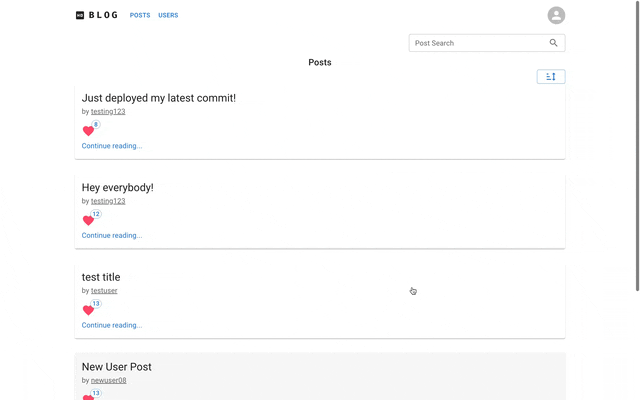 MD BLOG POSTS USERS
Post Search
Posts
Just deployed my latest commit!
by testing123
8
Continue reading...
Hey everybody!
by testing123
12
Continue reading...
test title
by testuser
13
Continue reading...
New User Post
by newuser08
13